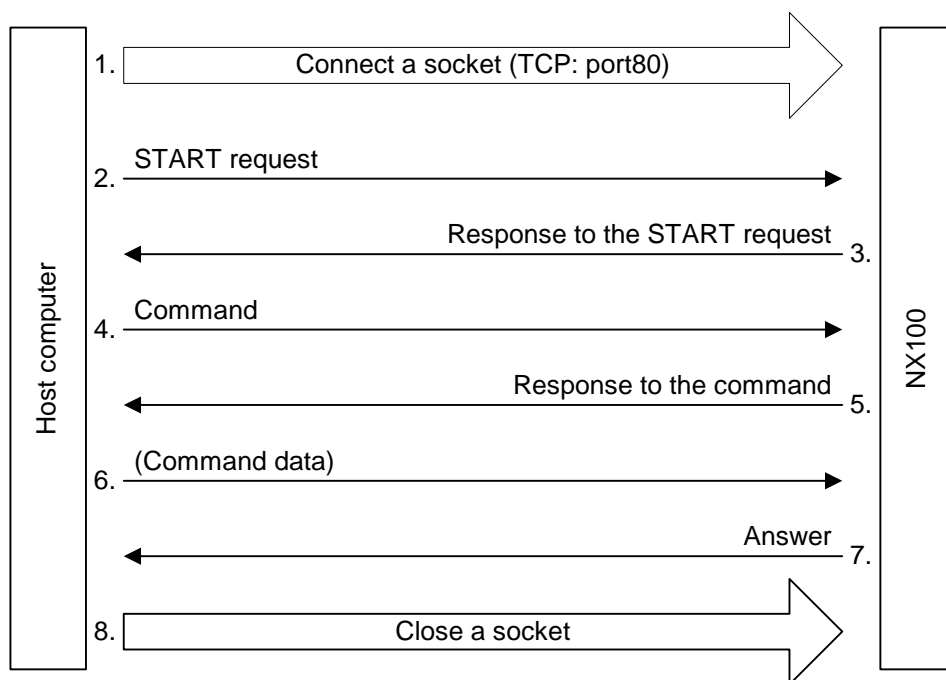 Host computer
NX100
1. Connect a socket (TCP: port80)
START request
2.
Response to the START request
3.
Command
4.
Response to the command
5.
(Command data)
6.
Answer
7.
8. Close a socket